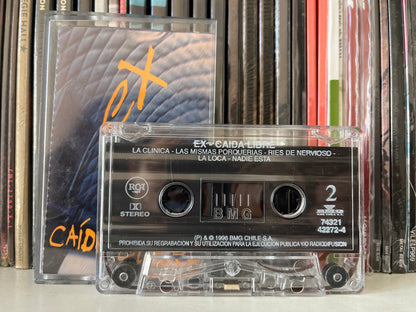 EX
CAÍD
EX - CAIDA LIBRE
LA CLINICA - LAS MISMAS PORQUERIAS - RIES DE NERVIOSO -
LA LOCA - NADIE ESTA
RCA
STEREO
BMG
2
74321
42272-4
(P) & © 1996 BMG CHILE S.A.
PROHIBIDA SU REGRABACION Y SU UTILIZACION PARA LA EJECUCION PUBLICA Y/O RADIODIFUSION